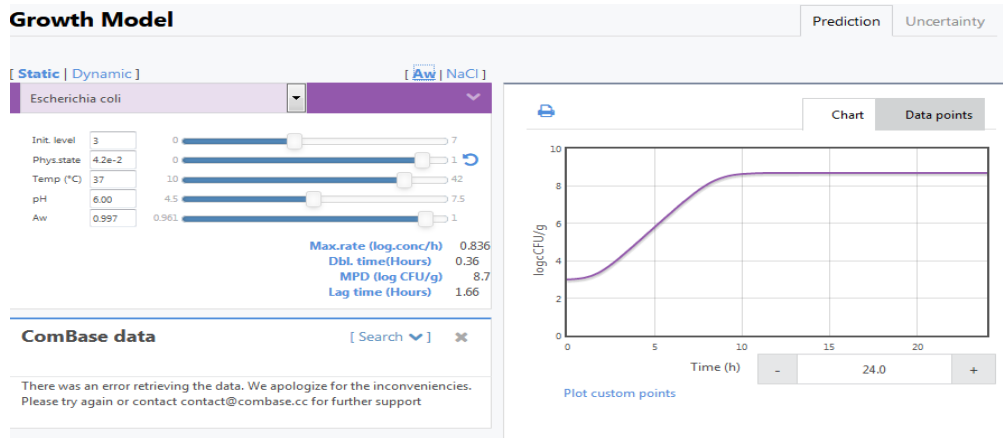 Growth Model
Prediction Uncertainty
[ Static | Dynamic ] [ Aw | NaCl ]
Escherichia coli
Init. level 3 0 7
Phys.state 4.2e-2 0 1
Temp (°C) 37 10 42
pH 6.00 4.5 7.5
Aw 0.997 0.961 1
Max.rate (log.conc/h) 0.836
Dbl. time(Hours) 0.36
MPD (log CFU/g) 8.7
Lag time (Hours) 1.66
ComBase data [ Search ]
There was an error retrieving the data. We apologize for the inconveniencies.
Please try again or contact contact@combase.cc for further support
Chart Data points
10
8
6
4
2
0
logcCFU/g
0 5 10 15 20
Time (h) - 24.0 +
Plot custom points